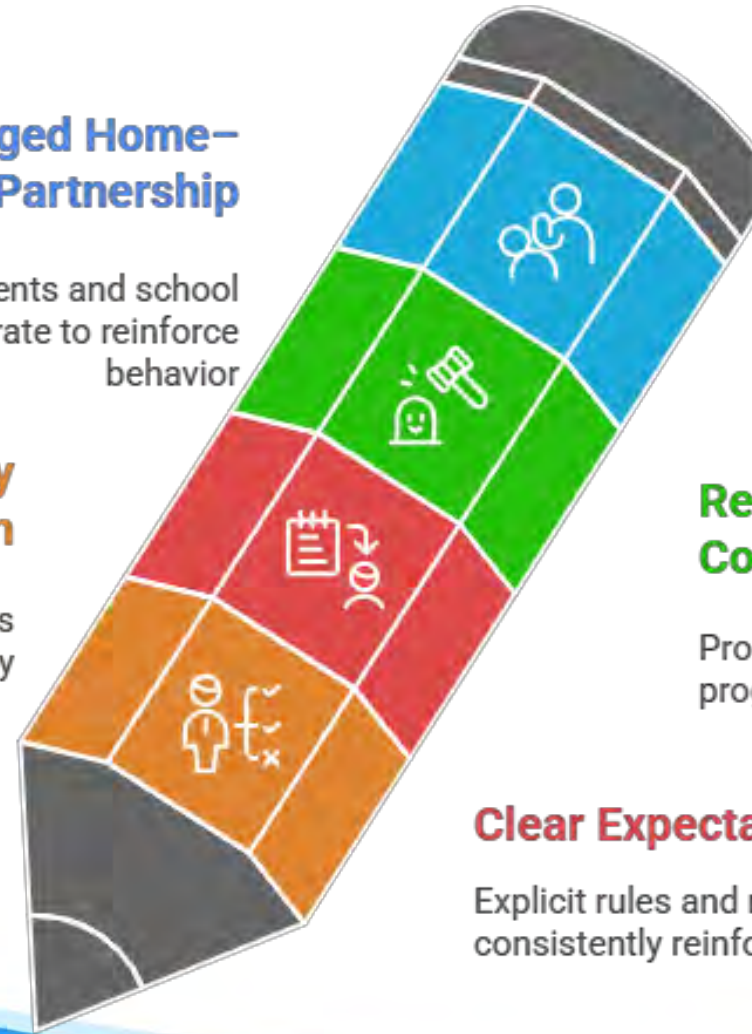 ged Home–
Partnership
ents and school
rate to reinforce
behavior
y
n
s
y
Re
Co
Pro
pro
Clear Expecta
Explicit rules and
consistently reinfo